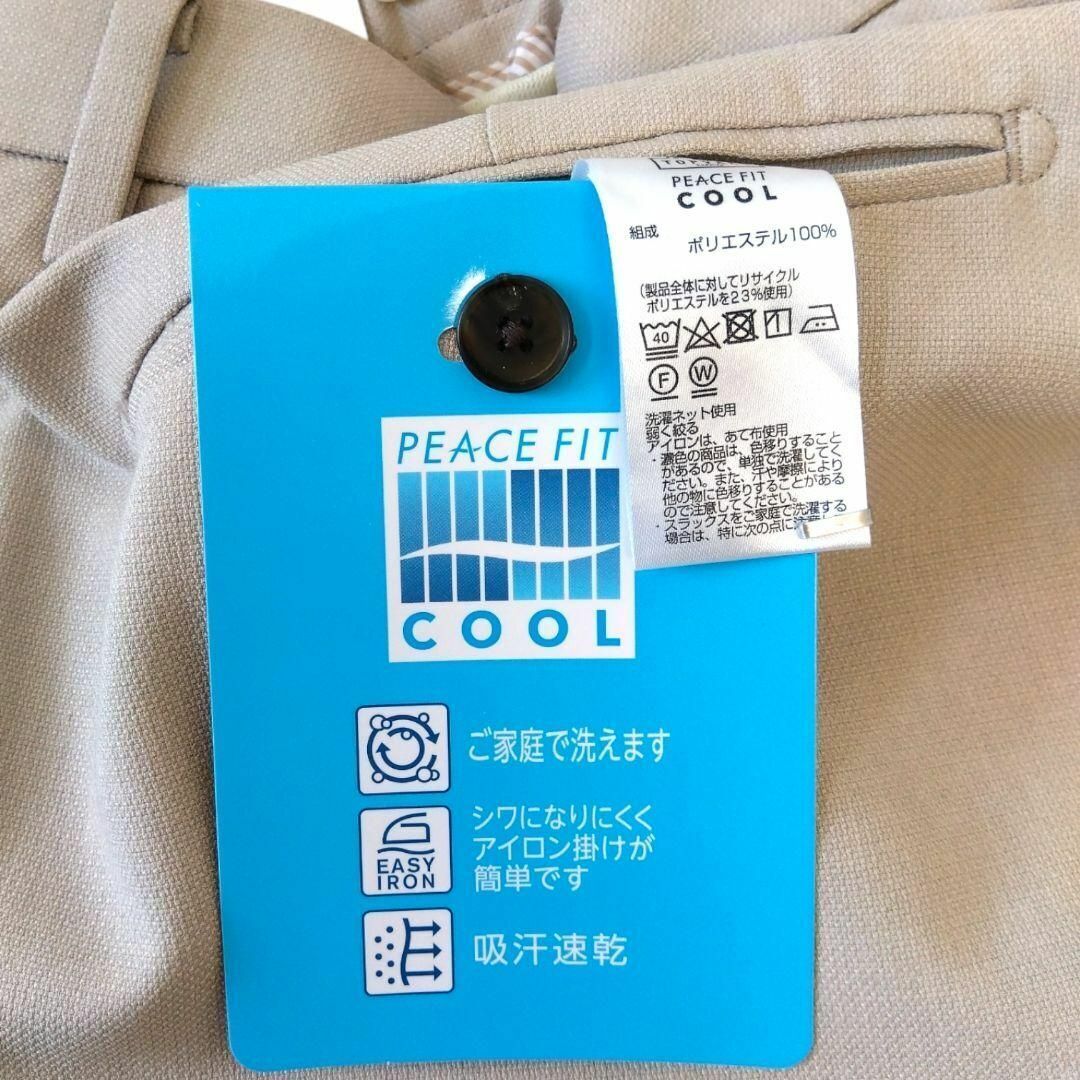 PEACE FIT
COOL
組成 ポリエステル100%
(製品全体に対してリサイクル
ポリエステルを23%使用)
40
F W
洗濯ネット使用
弱く絞る
アイロンは、あて布使用
・濃色の商品は、色移りすること
があるので、単独で洗濯してく
ださい。また、汗や摩擦により
他の物に色移りすることがある
ので注意してください。
・スラックスをご家庭で洗濯する
場合は、特に次の点に
PEACE FIT
COOL
ご家庭で洗えます
シワになりにくく
アイロン掛けが
簡単です
EASY
IRON
吸汗速乾